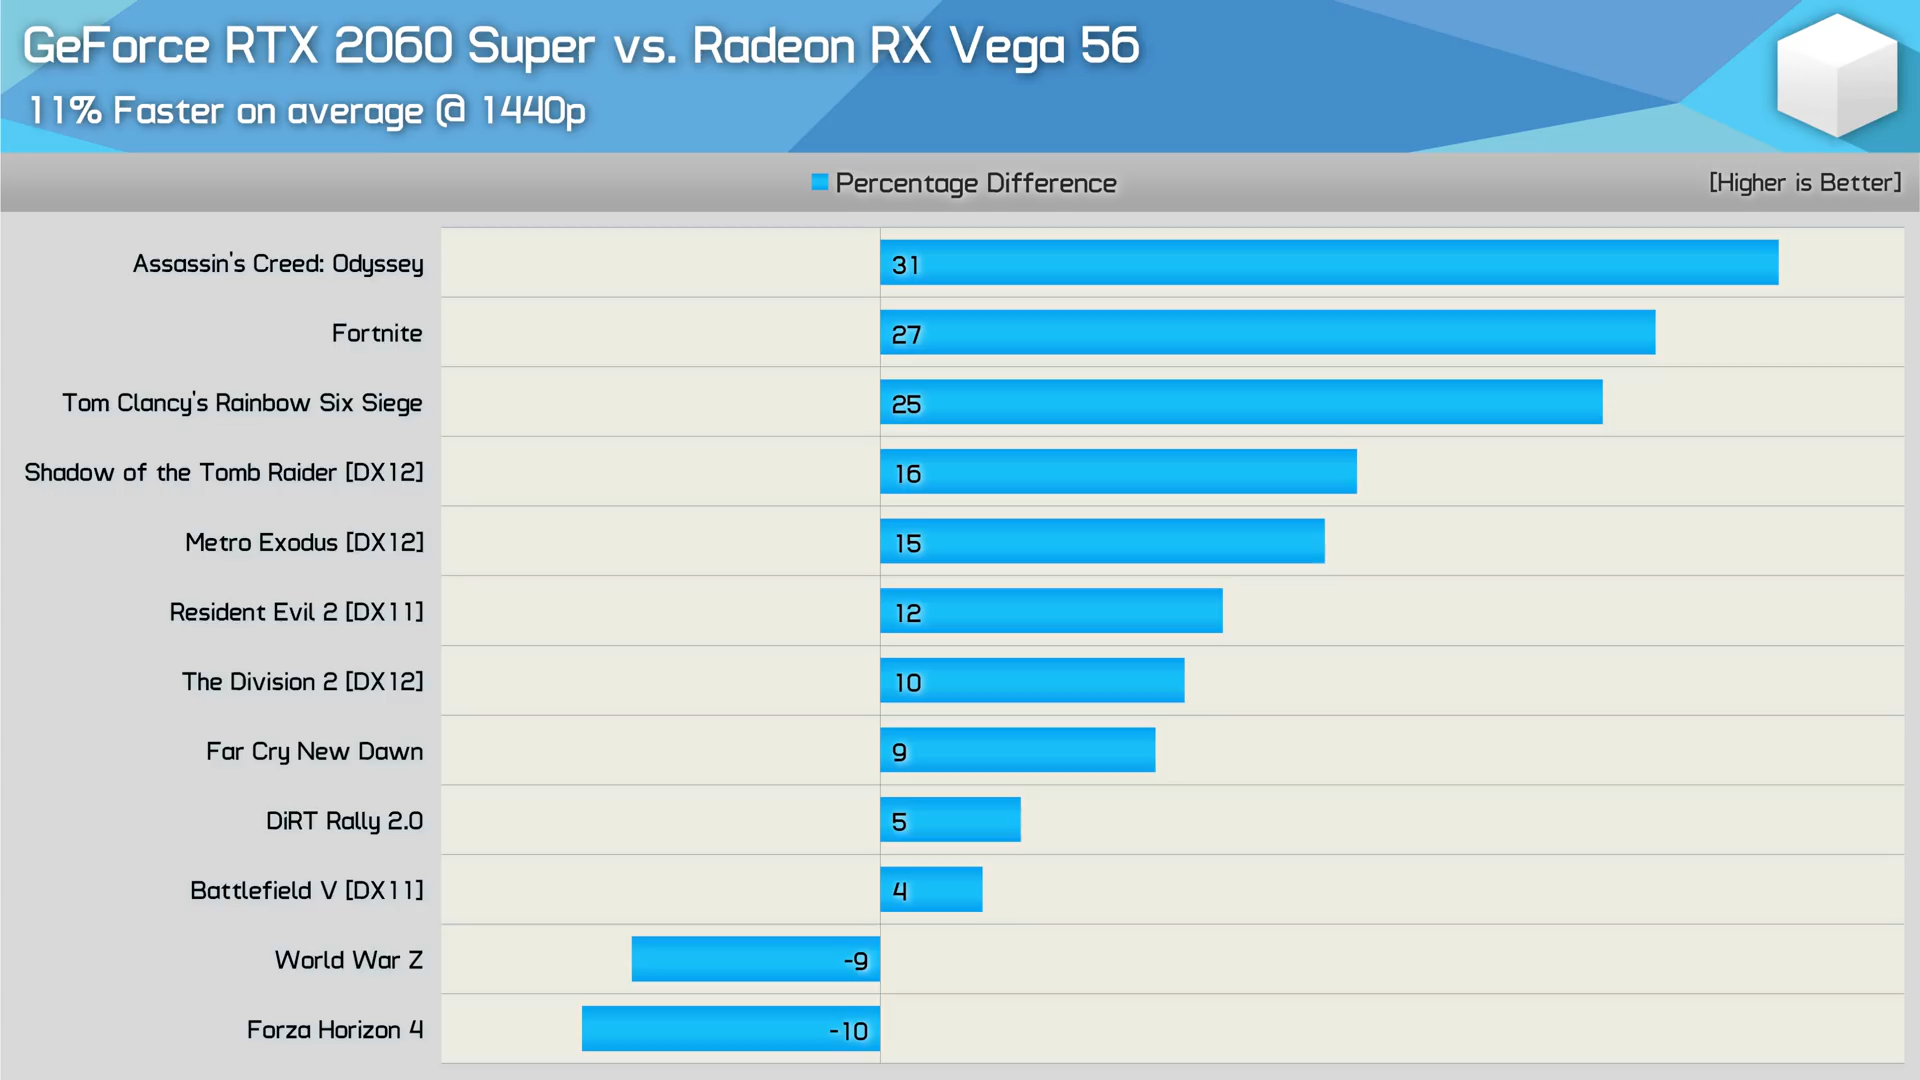 GeForce RTX 2060 Super vs. Radeon RX Vega 56
11% Faster on average @ 1440p
Percentage Difference
[Higher is Better]
Assassin's Creed: Odyssey 31
Fortnite 27
Tom Clancy's Rainbow Six Siege 25
Shadow of the Tomb Raider [DX12] 16
Metro Exodus [DX12] 15
Resident Evil 2 [DX11] 12
The Division 2 [DX12] 10
Far Cry New Dawn 9
DiRT Rally 2.0 5
Battlefield V [DX11] 4
World War Z -9
Forza Horizon 4 -10